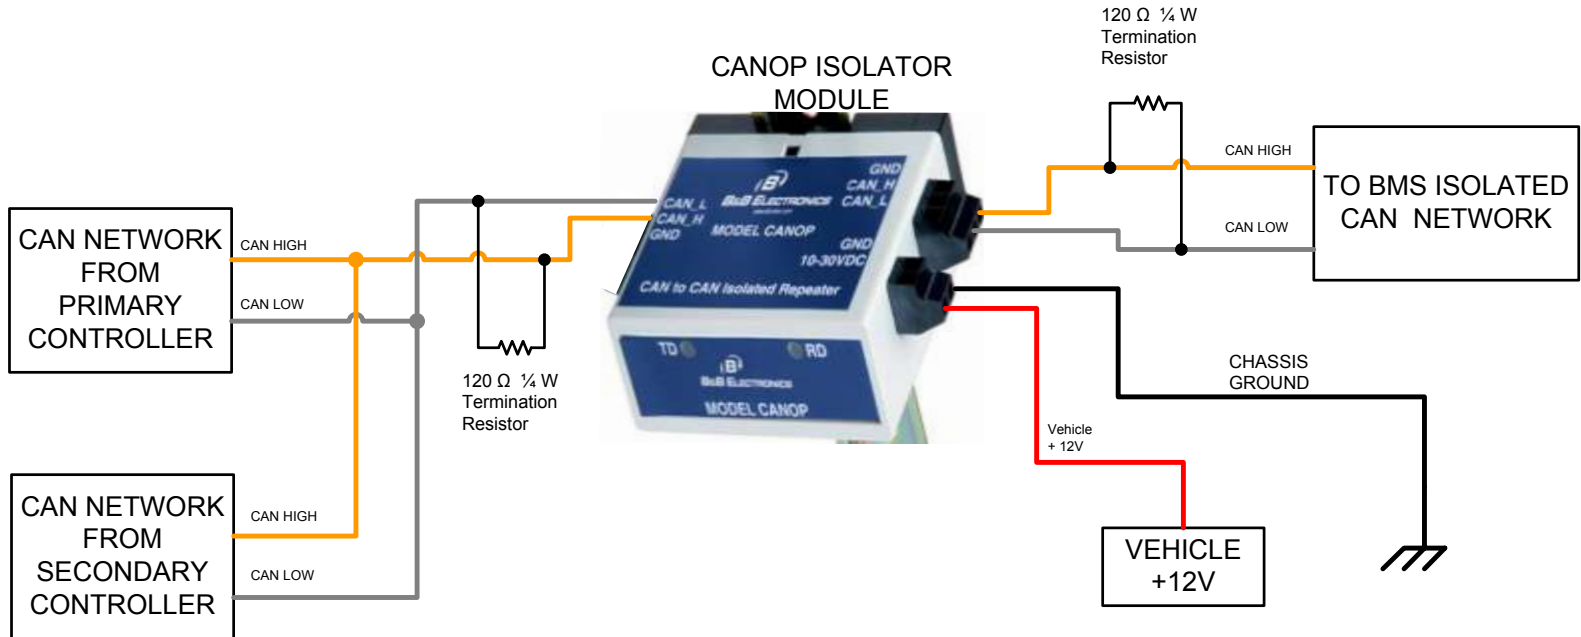 120 Ω ¼ W
Termination
Resistor
CANOP ISOLATOR
MODULE
CAN NETWORK
FROM
PRIMARY
CONTROLLER
CAN HIGH
CAN LOW
CAN_L
CAN_H
GND
B&B ELECTRONICS
MODEL CANOP
GND
CAN_H
CAN_L
GND
10-30VDC
CAN to CAN Isolated Repeater
TD
RD
B&B ELECTRONICS
MODEL CANOP
CAN HIGH
CAN LOW
TO BMS ISOLATED
CAN NETWORK
120 Ω ¼ W
Termination
Resistor
CHASSIS
GROUND
Vehicle
+ 12V
CAN NETWORK
FROM
SECONDARY
CONTROLLER
CAN HIGH
CAN LOW
VEHICLE
+12V